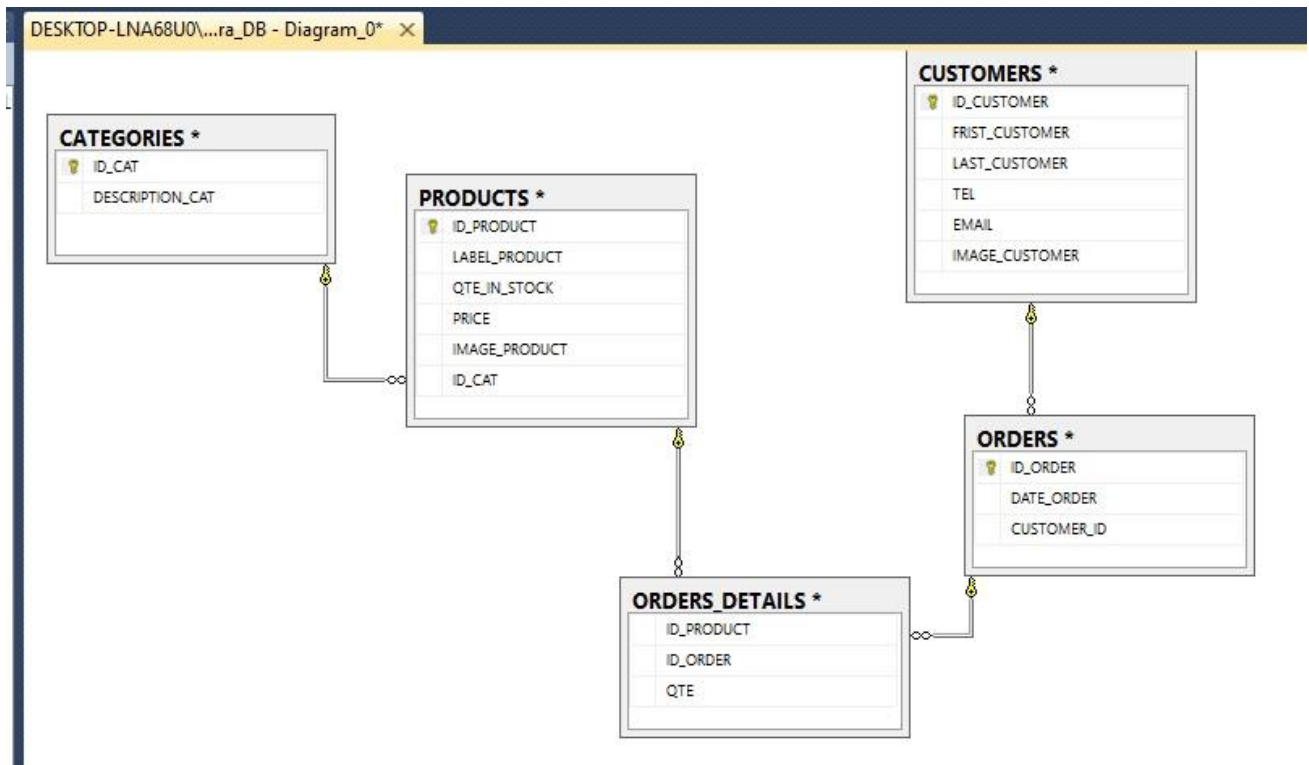 DESKTOP-LNA68U0\...ra_DB - Diagram_0*
CATEGORIES *
ID_CAT
DESCRIPTION_CAT
PRODUCTS *
ID_PRODUCT
LABEL_PRODUCT
QTE_IN_STOCK
PRICE
IMAGE_PRODUCT
ID_CAT
CUSTOMERS *
ID_CUSTOMER
FRIST_CUSTOMER
LAST_CUSTOMER
TEL
EMAIL
IMAGE_CUSTOMER
ORDERS *
ID_ORDER
DATE_ORDER
CUSTOMER_ID
ORDERS_DETAILS *
ID_PRODUCT
ID_ORDER
QTE